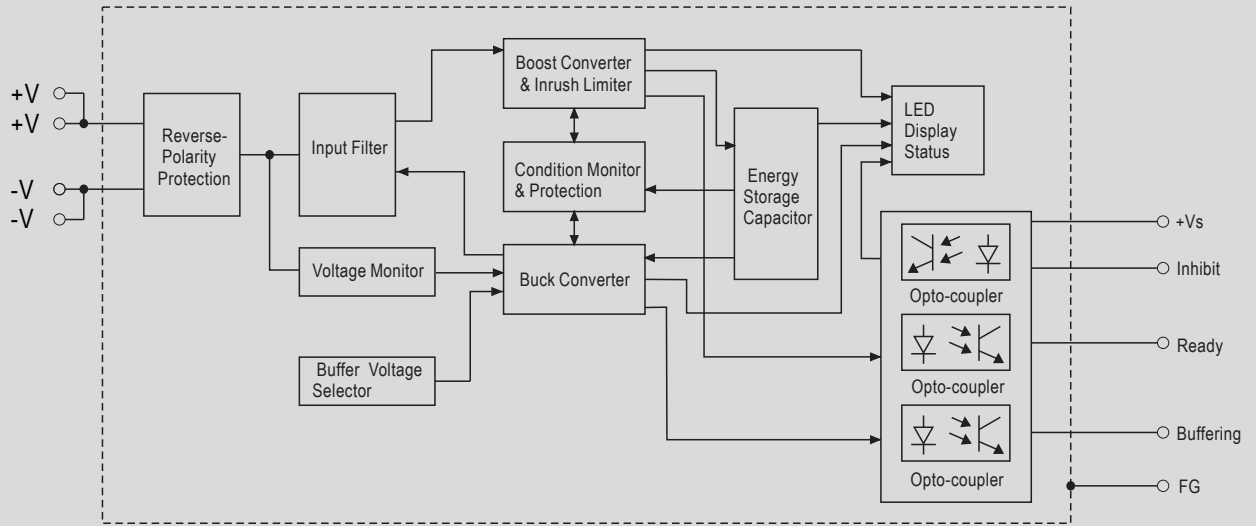 +V
+V
-V
-V
Reverse-
Polarity
Protection
Input Filter
Voltage Monitor
Buffer Voltage
Selector
Boost Converter
& Inrush Limiter
Condition Monitor
& Protection
Buck Converter
Energy
Storage
Capacitor
LED
Display
Status
Opto-coupler
Opto-coupler
Opto-coupler
+Vs
Inhibit
Ready
Buffering
FG